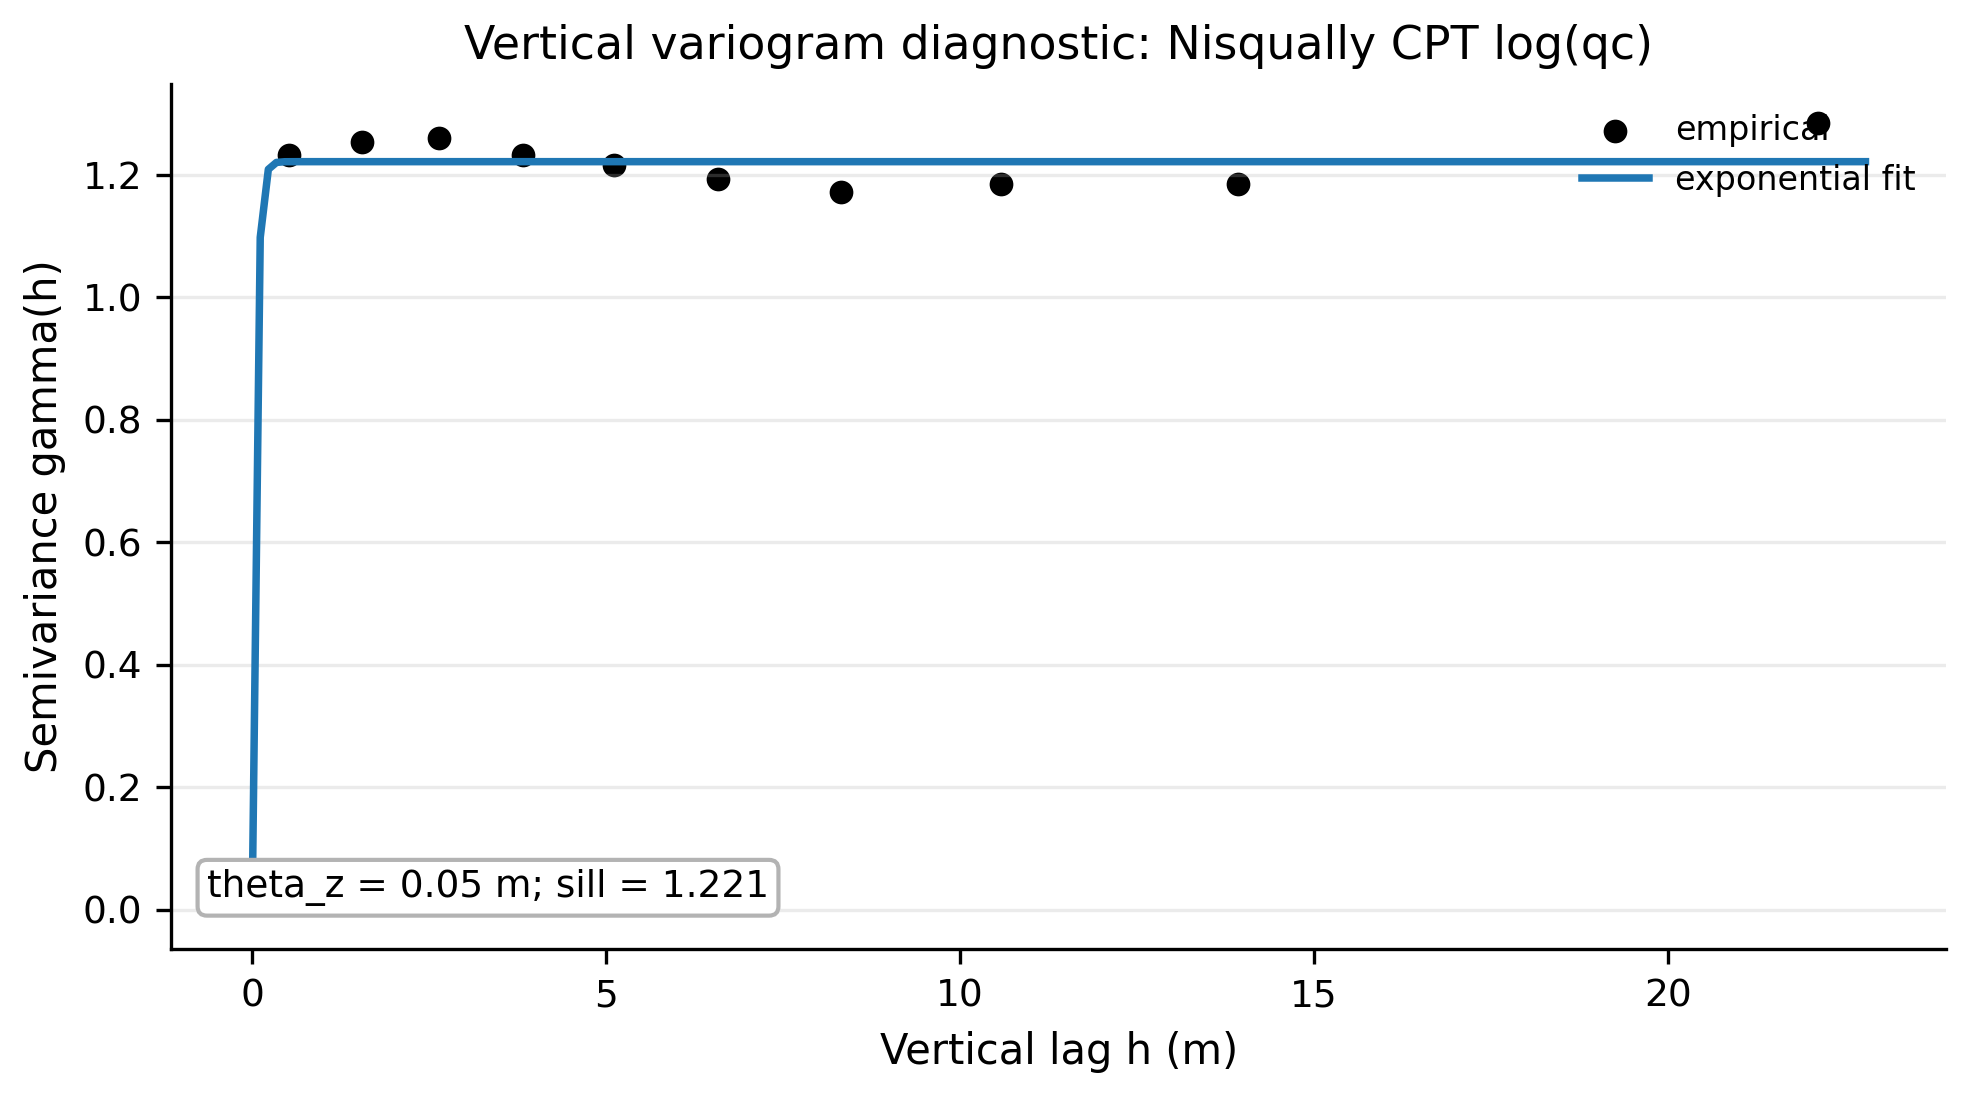 Vertical variogram diagnostic: Nisqually CPT log(qc)
empirical
exponential fit
Semivariance gamma(h)
1.2
1.0
0.8
0.6
0.4
0.2
0.0
theta_z = 0.05 m; sill = 1.221
0 5 10 15 20
Vertical lag h (m)